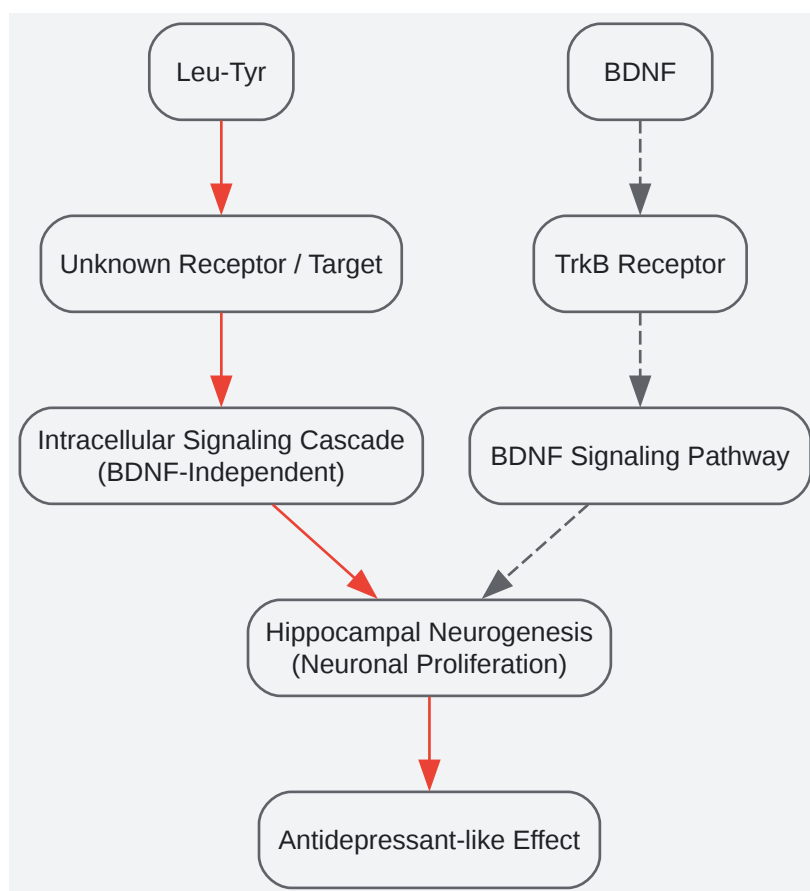 Leu-Tyr
BDNF
Unknown Receptor / Target
TrkB Receptor
Intracellular Signaling Cascade
(BDNF-Independent)
BDNF Signaling Pathway
Hippocampal Neurogenesis
(Neuronal Proliferation)
Antidepressant-like Effect